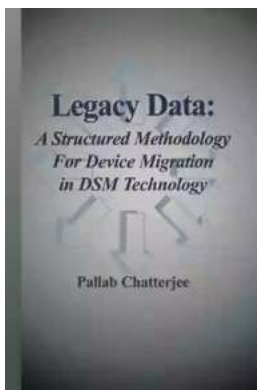 Legacy Data:
A Structured Methodology
For Device Migration
in DSM Technology
Pallab Chatterjee